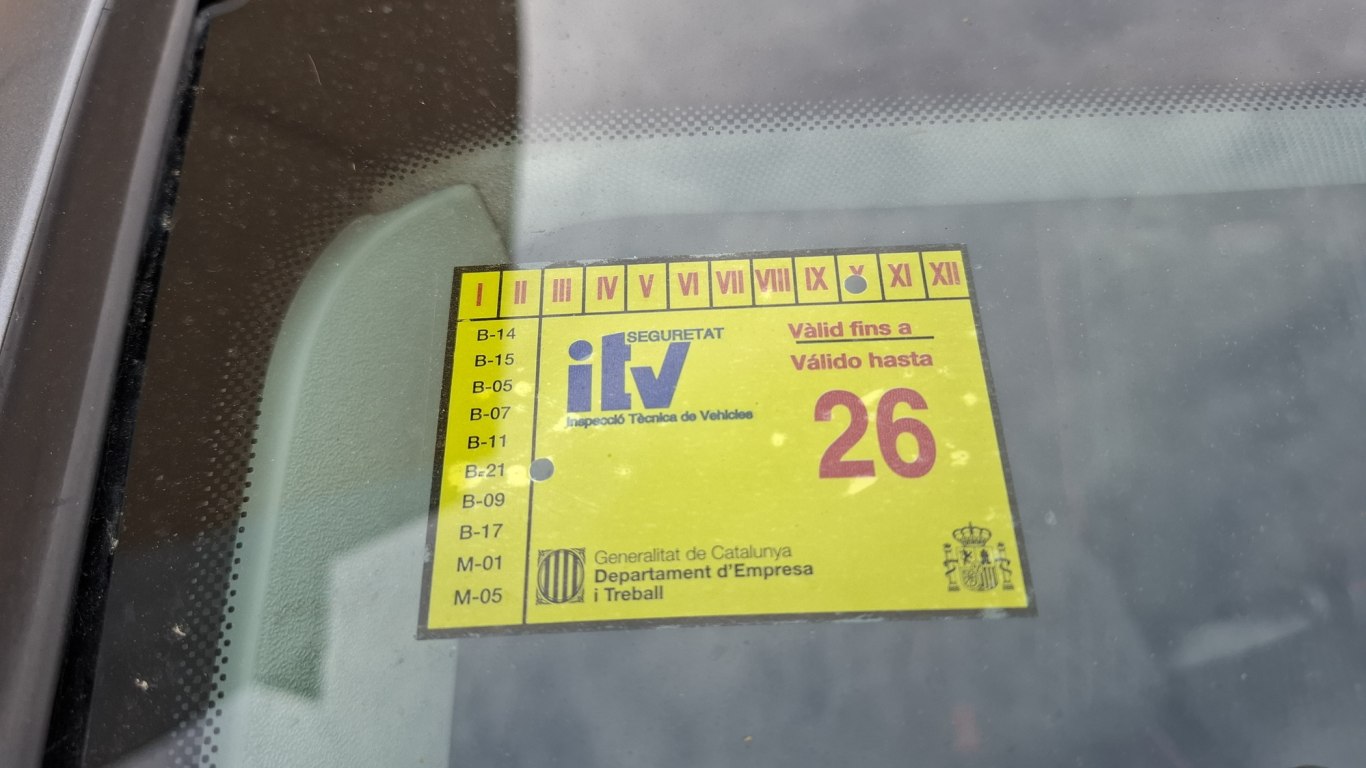 I II III IV V VI VII VIII IX X XI XII
B-14
B-15
B-05
B-07
B-11
B-21
B-09
B-17
M-01
M-05
SEGURETAT
itv
Inspecció Tècnica de Vehicles
Vàlid fins a
Válido hasta
26
Generalitat de Catalunya
Departament d'Empresa
i Treball